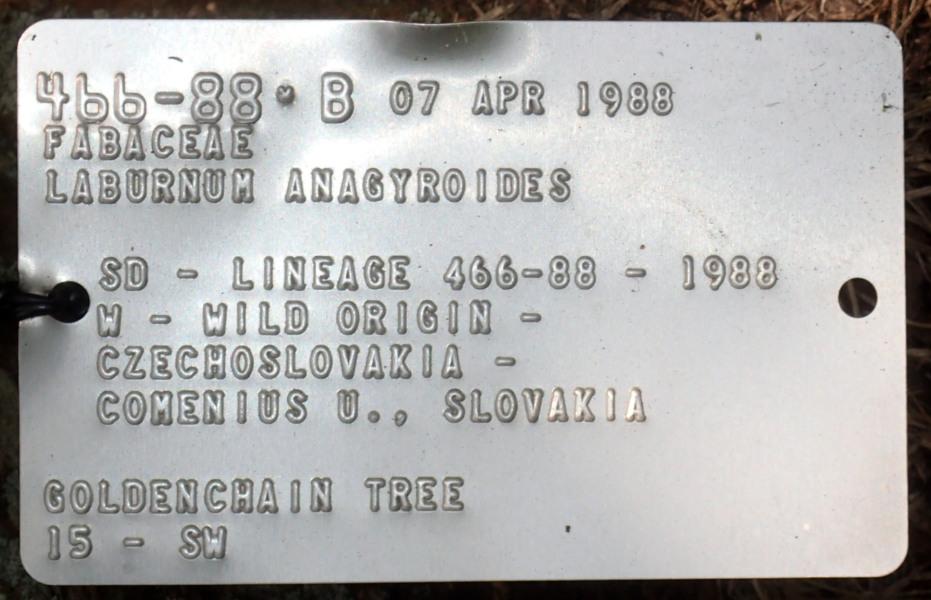 466-88*B 07 APR 1988
FABACEAE
LABURNUM ANAGYROIDES
SD - LINEAGE 466-88 - 1988
W - WILD ORIGIN -
CZECHOSLOVAKIA -
COMENIUS U., SLOVAKIA
GOLDENCHAIN TREE
15 - SW